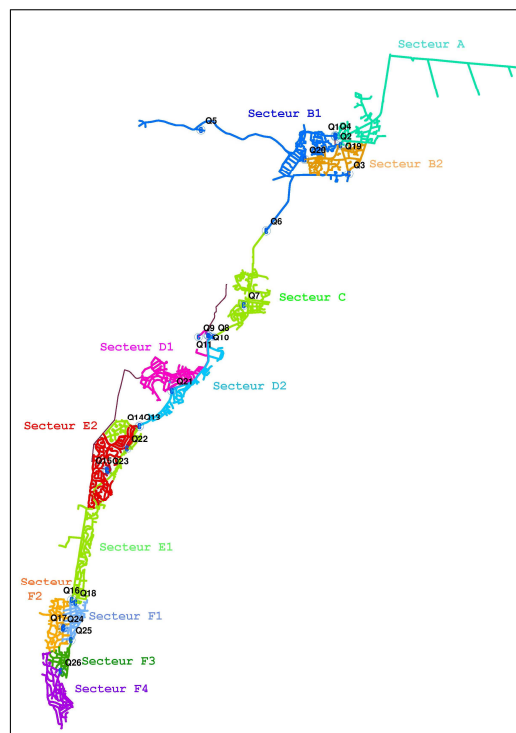 Secteur A
Secteur B1
Q5
Q1Q4
Q2
Q19
Q20
Secteur B2
Q3
Q6
Q7
Secteur C
Q9 Q8
Q10
Q11
Secteur D1
Q21
Secteur D2
Q14Q13
Secteur E2
Q22
Q15Q23
Secteur E1
Secteur
F2
Q16
Q18
Q17Q24
Secteur F1
Q25
Q26
Secteur F3
Secteur F4